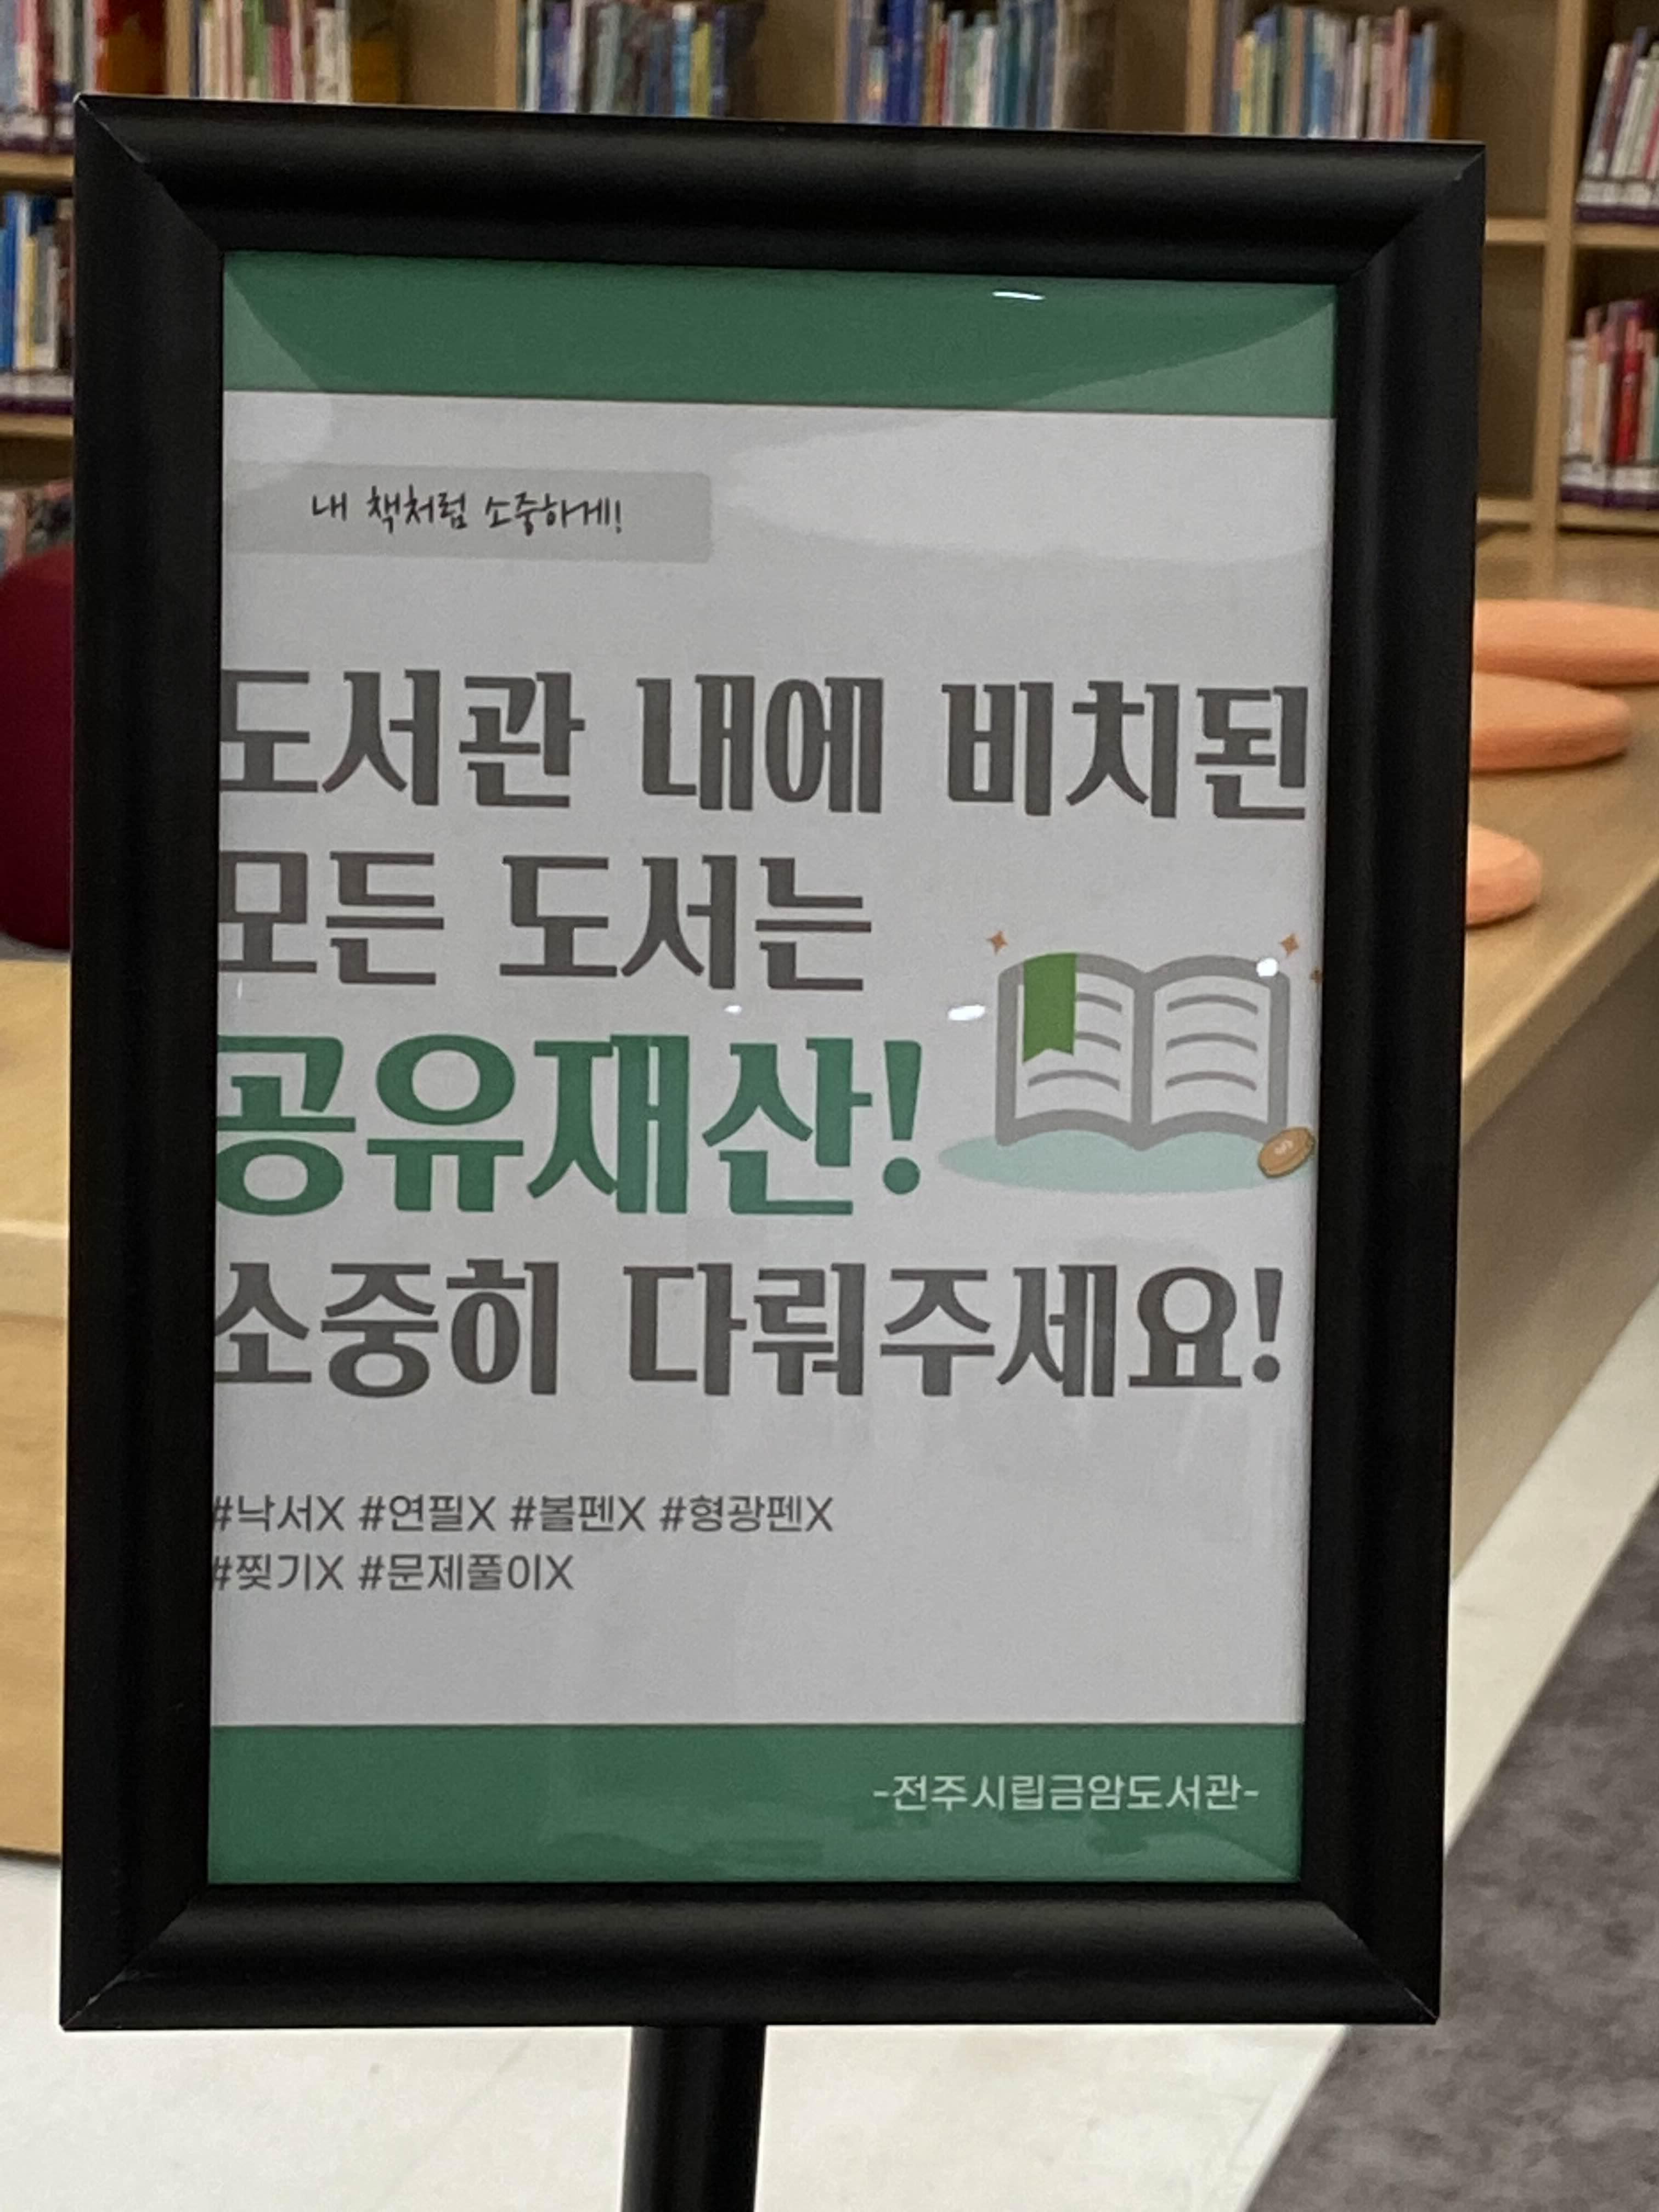 내 책처럼 소중하게!
도서관 내에 비치된
모든 도서는
공유재산!
소중히 다뤄주세요!
#낙서X #연필X #볼펜X #형광펜X
#찢기X #문제풀이X
-전주시립금암도서관-